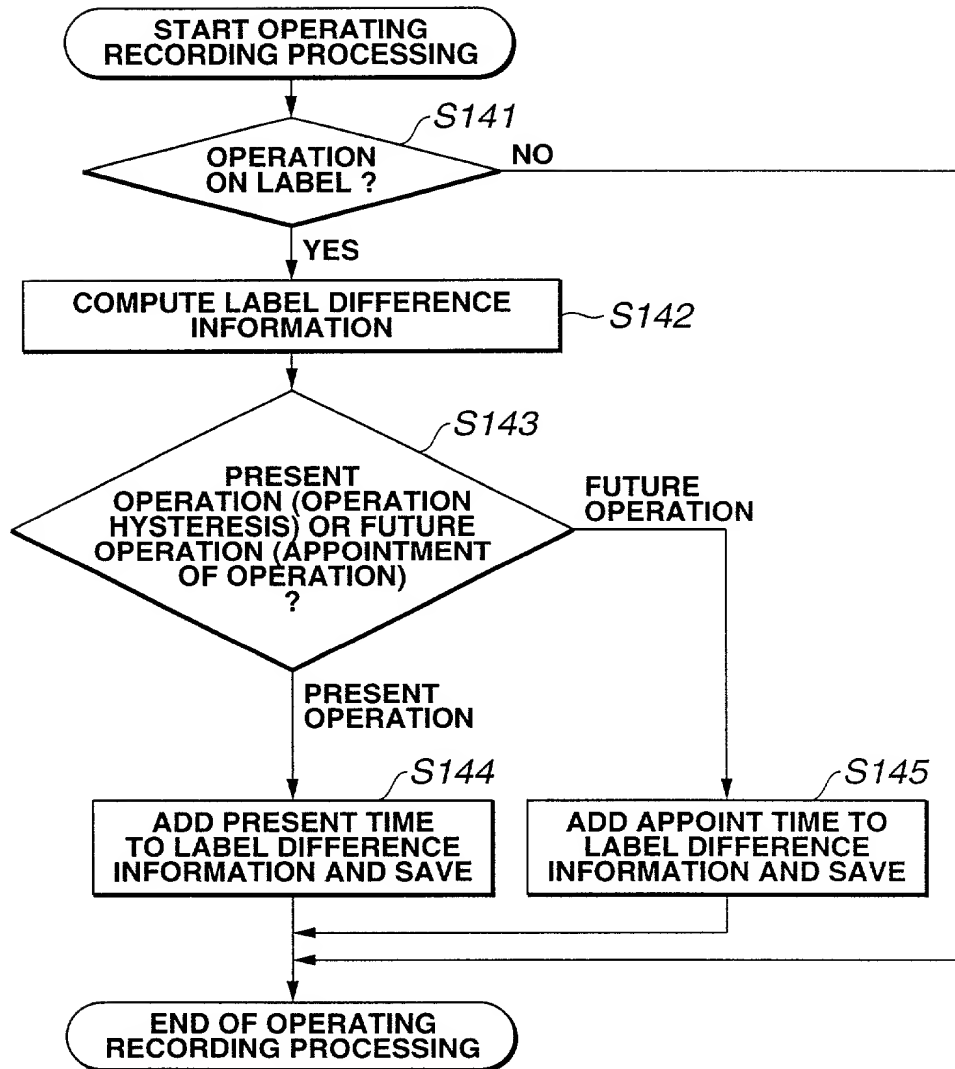 START OPERATING
RECORDING PROCESSING
S141
OPERATION
ON LABEL ?
NO
YES
COMPUTE LABEL DIFFERENCE
INFORMATION
S142
S143
PRESENT
OPERATION (OPERATION
HYSTERESIS) OR FUTURE
OPERATION (APPOINTMENT
OF OPERATION)
?
FUTURE
OPERATION
PRESENT
OPERATION
S144
ADD PRESENT TIME
TO LABEL DIFFERENCE
INFORMATION AND SAVE
S145
ADD APPOINT TIME TO
LABEL DIFFERENCE
INFORMATION AND SAVE
END OF OPERATING
RECORDING PROCESSING